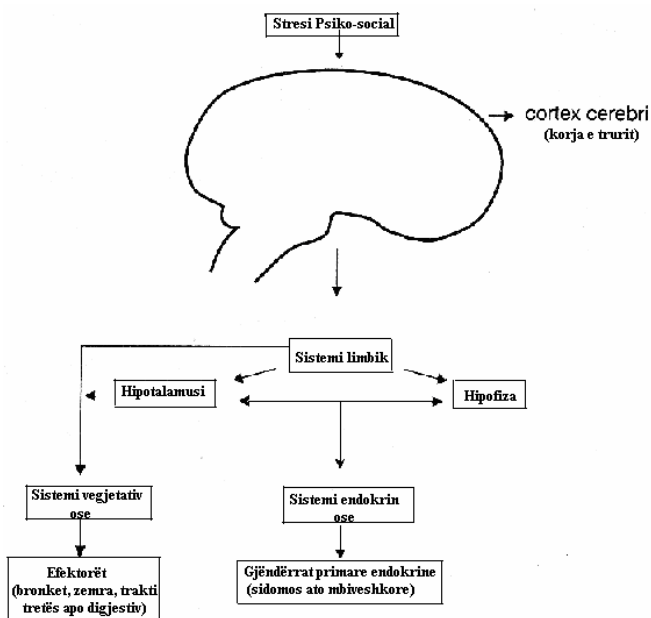 Stresi Psiko-social
cortex cerebri
(korja e trurit)
Sistemi limbik
Hipotalamusi
Hipofiza
Sistemi vegjetativ
ose
Sistemi endokrin
ose
Efektorët
(bronket, zemra, trakti
tretës apo digjestiv)
Gjëndërrat primare endokrine
(sidomos ato mbiveshkore)